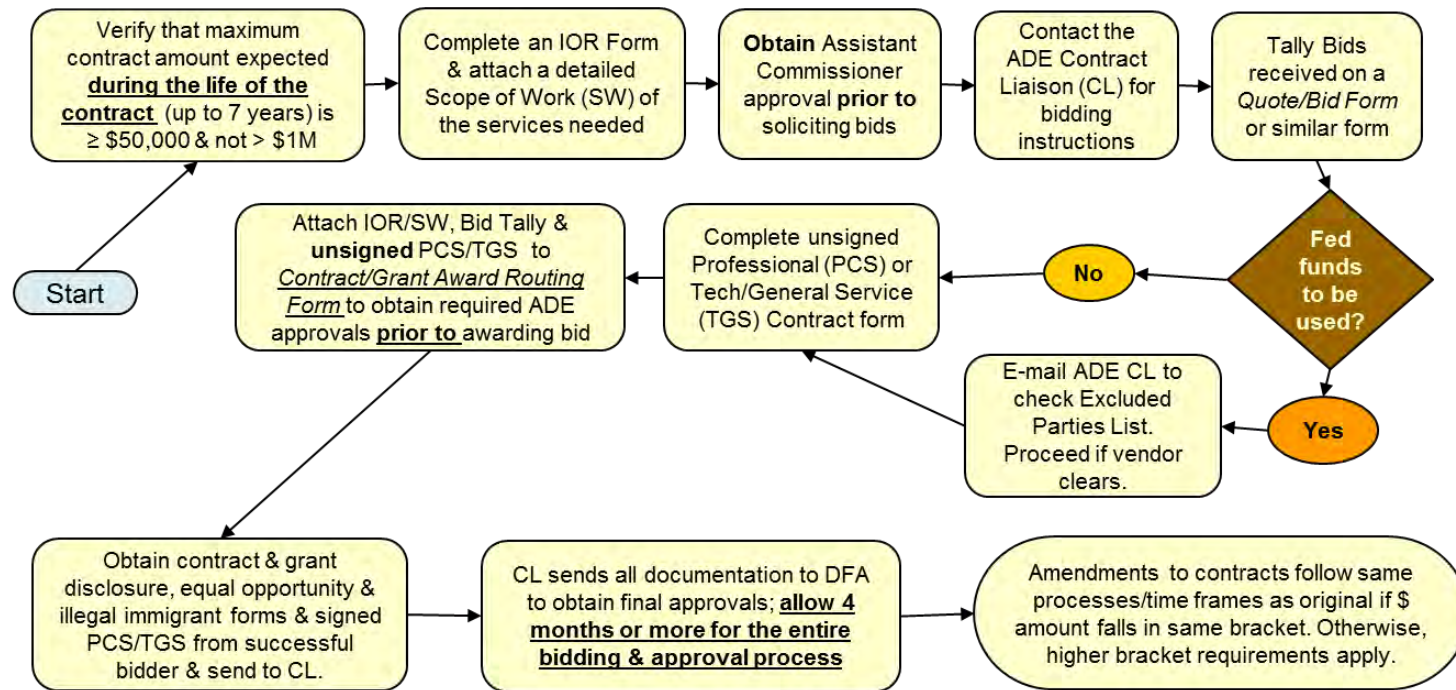 Verify that maximum
contract amount expected
during the life of the
contract (up to 7 years) is
≥ $50,000 & not > $1M
Complete an IOR Form
& attach a detailed
Scope of Work (SW) of
the services needed
Obtain Assistant
Commissioner
approval prior to
soliciting bids
Contact the
ADE Contract
Liaison (CL) for
bidding
instructions
Tally Bids
received on a
Quote/Bid Form
or similar form
Start
Fed
funds
to be
used?
No
Yes
E-mail ADE CL to
check Excluded
Parties List.
Proceed if vendor
clears.
Complete unsigned
Professional (PCS) or
Tech/General Service
(TGS) Contract form
Attach IOR/SW, Bid Tally &
unsigned PCS/TGS to
Contract/Grant Award Routing
Form to obtain required ADE
approvals prior to awarding bid
Obtain contract & grant
disclosure, equal opportunity &
illegal immigrant forms & signed
PCS/TGS from successful
bidder & send to CL.
CL sends all documentation to DFA
to obtain final approvals; allow 4
months or more for the entire
bidding & approval process
Amendments to contracts follow same
processes/time frames as original if $
amount falls in same bracket. Otherwise,
higher bracket requirements apply.